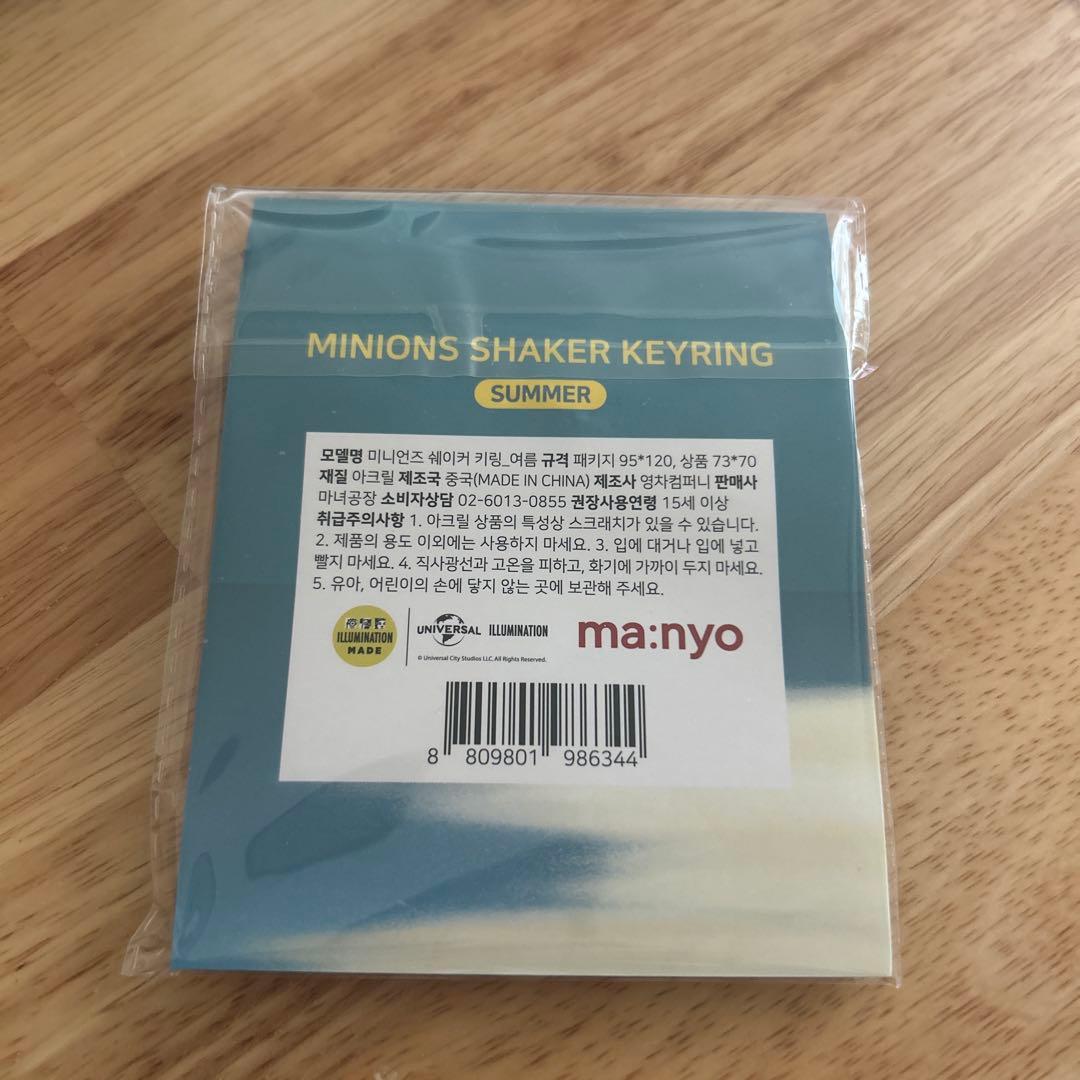 MINIONS SHAKER KEYRING
SUMMER
모델명 미니언즈 쉐이커 키링_여름 규격 패키지 95*120, 상품 73*70
재질 아크릴 제조국 중국(MADE IN CHINA) 제조사 영차컴퍼니 판매사
마녀공장 소비자상담 02-6013-0855 권장사용연령 15세 이상
취급주의사항 1. 아크릴 상품의 특성상 스크래치가 있을 수 있습니다.
2. 제품의 용도 이외에는 사용하지 마세요. 3. 입에 대거나 입에 넣고
빨지 마세요. 4. 직사광선과 고온을 피하고, 화기에 가까이 두지 마세요.
5. 유아, 어린이의 손에 닿지 않는 곳에 보관해 주세요.
ILLUMINATION
MADE
UNIVERSAL ILLUMINATION
© Universal City Studios LLC. All Rights Reserved.
ma:nyo
8 809801 986344